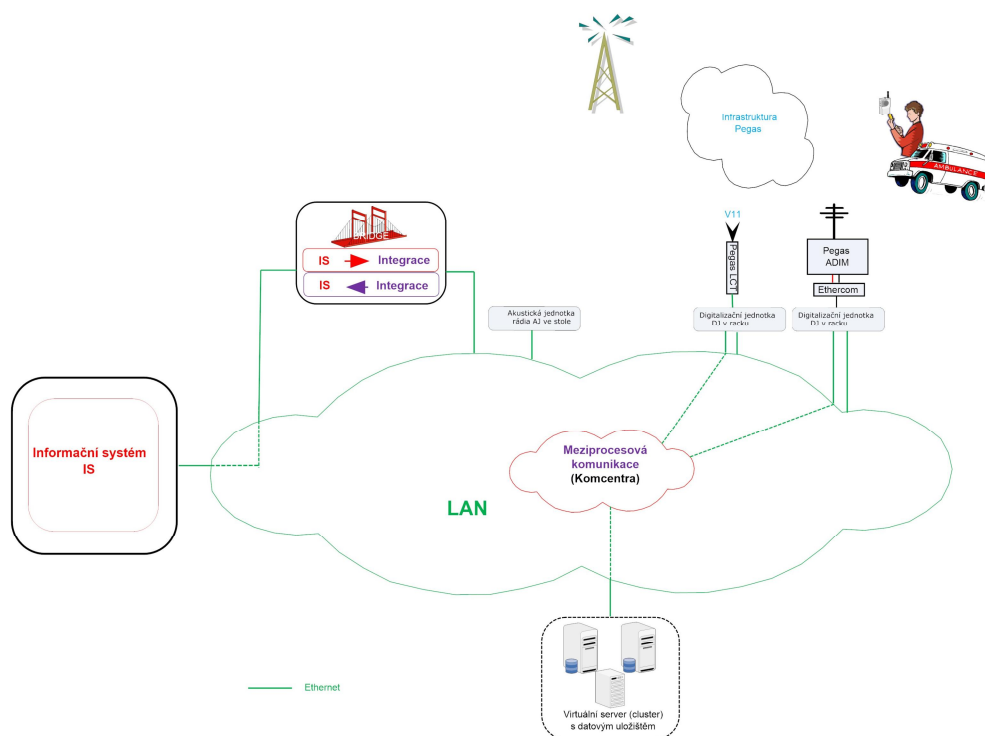 Infrastruktura
Pegas
AMBULANCE
BRIDGE
IS
Integrace
IS
Integrace
V11
Pegas LCT
Pegas
ADIM
Ethercom
Akustická jednotka
rádia AJ ve stole
Digitalizační jednotka
DJ v racku
Digitalizační jednotka
DJ v racku
Informační systém
IS
Meziprocesová
komunikace
(Komcentra)
LAN
Ethernet
Virtuální server (cluster)
s datovým uložištěm